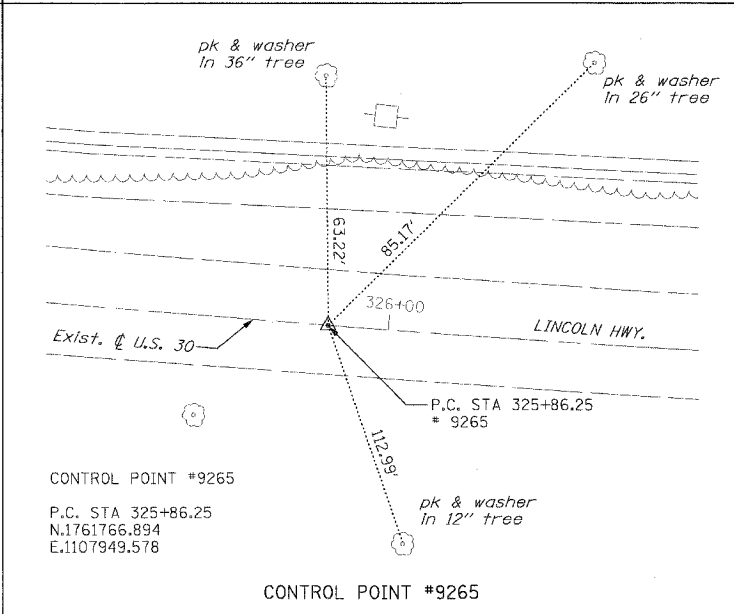 pk & washer
in 36" tree
pk & washer
in 26" tree
63.22'
85.17'
326+00
LINCOLN HWY.
Exist. ℄ U.S. 30
P.C. STA 325+86.25
# 9265
112.99'
CONTROL POINT #9265
P.C. STA 325+86.25
N.1761766.894
E.1107949.578
pk & washer
in 12" tree
CONTROL POINT #9265